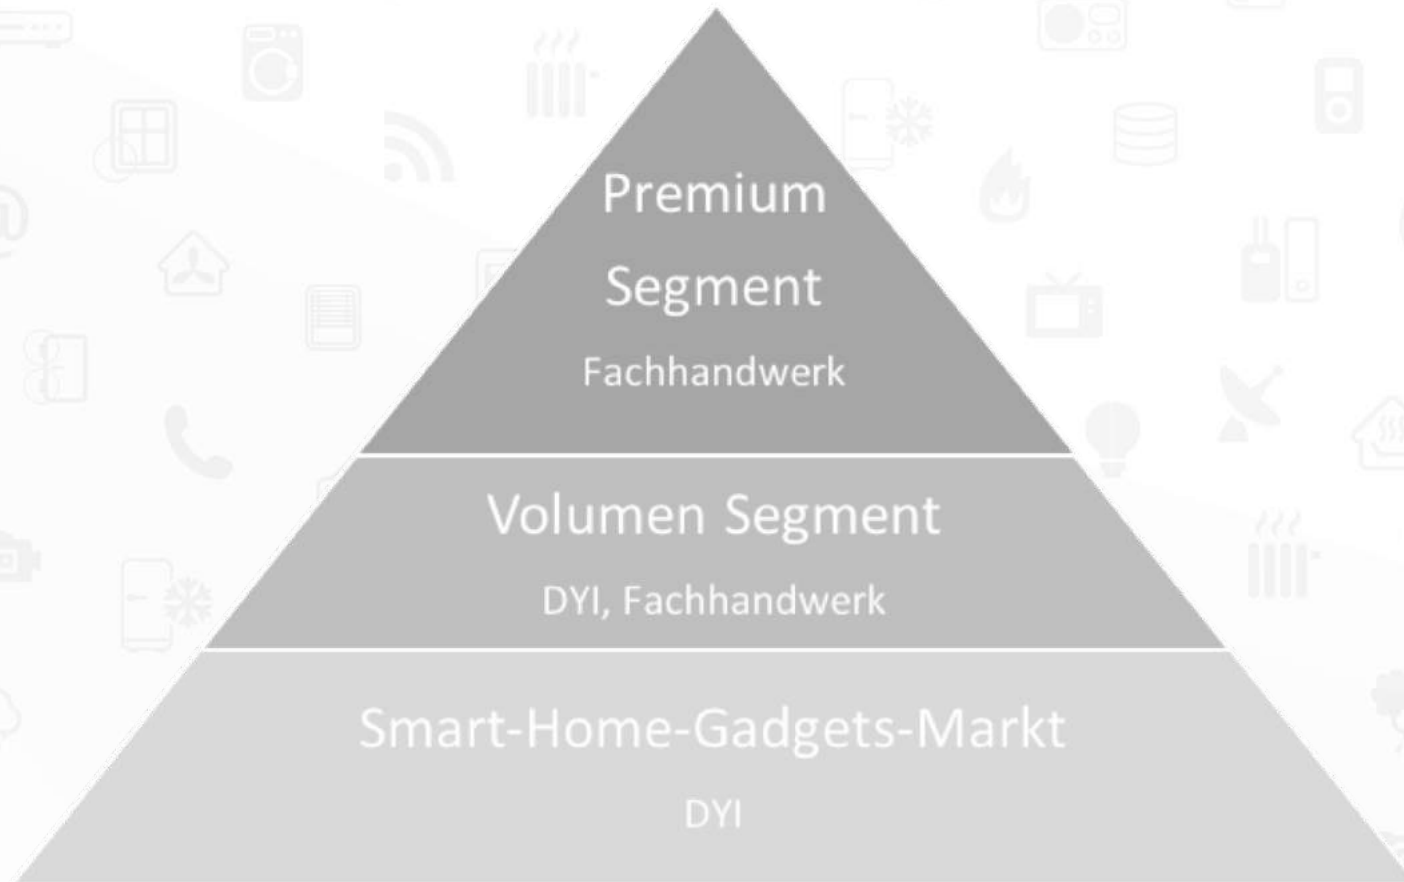 Premium
Segment
Fachhandwerk
Volumen Segment
DYI, Fachhandwerk
Smart-Home-Gadgets-Markt
DYI